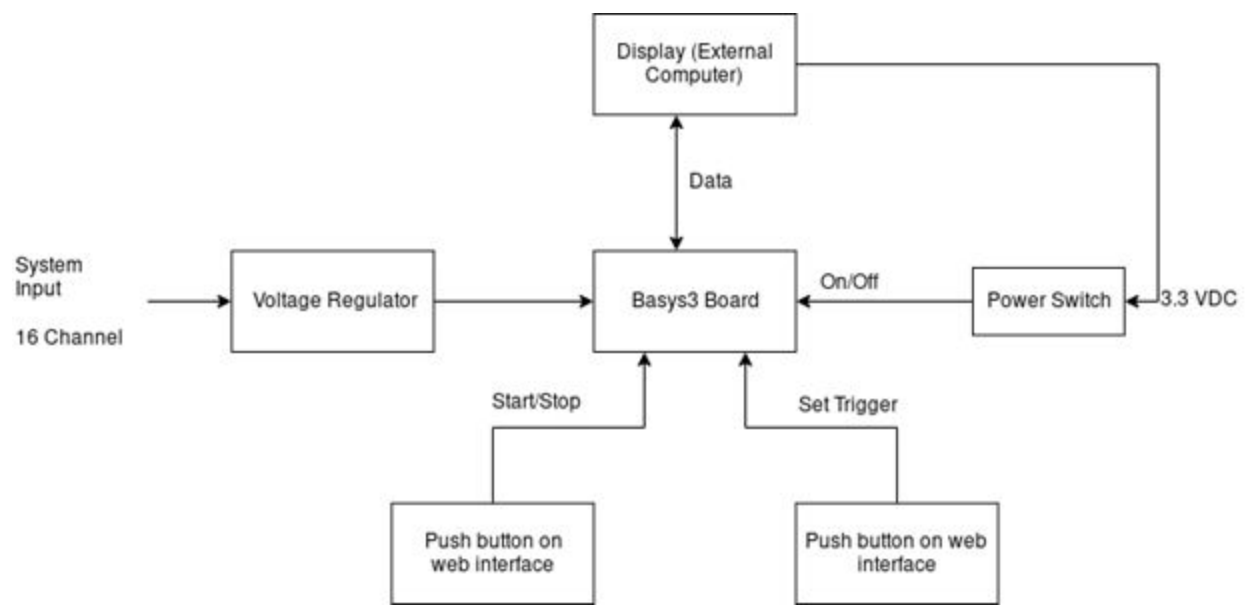 Display (External
Computer)
Data
System
Input
16 Channel
Voltage Regulator
Basys3 Board
On/Off
Power Switch
3.3 VDC
Start/Stop
Set Trigger
Push button on
web interface
Push button on web
interface